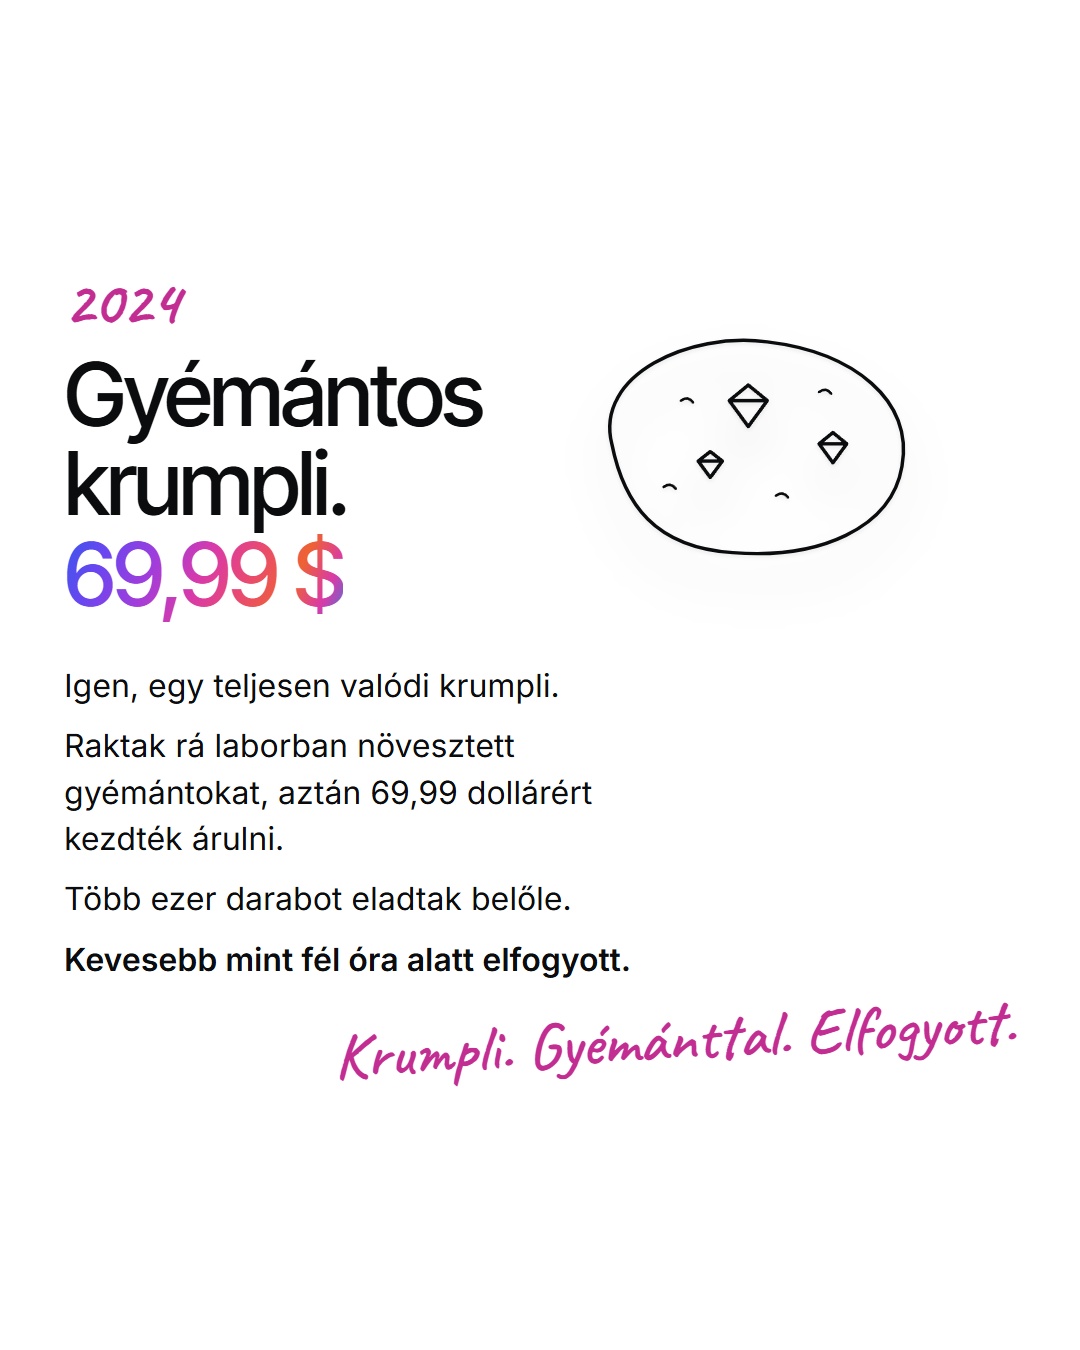 2024
Gyémántos
krumpli.
69,99 $
Igen, egy teljesen valódi krumpli.
Raktak rá laborban növesztett
gyémántokat, aztán 69,99 dollárért
kezdték árulni.
Több ezer darabot eladtak belőle.
Kevesebb mint fél óra alatt elfogyott.
Krumpli. Gyémánttal. Elfogyott.